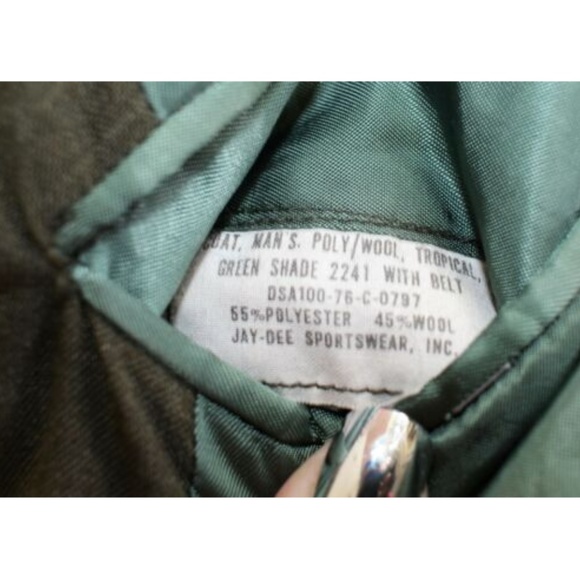 COAT, MAN'S, POLY/WOOL, TROPICAL,
GREEN SHADE 2241 WITH BELT
DSA100-76-C-0797
55%POLYESTER 45%WOOL
JAY-DEE SPORTSWEAR, INC.